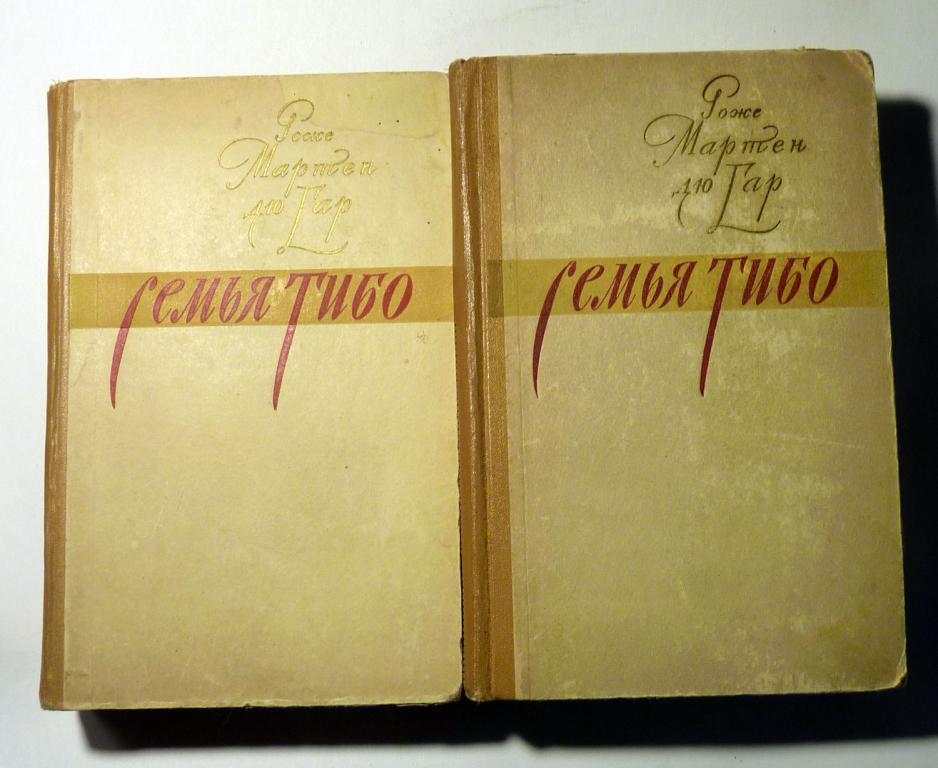 Роже
Мартен
дю Гар
Семья Тибо
Роже
Мартен
дю Гар
Семья Тибо